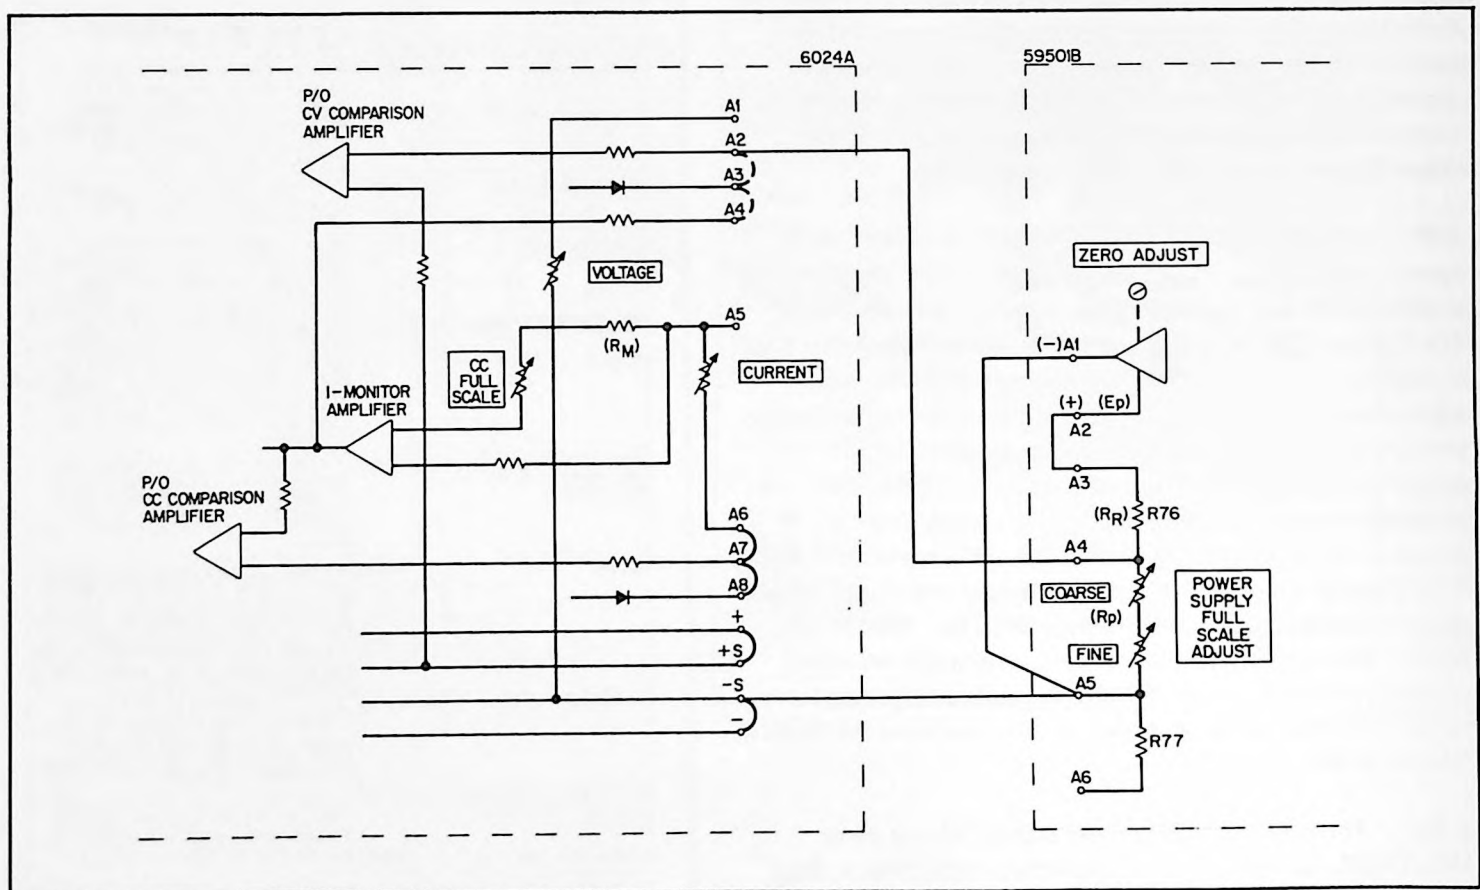 6024A
59501B
P/O
CV COMPARISON
AMPLIFIER
A1
A2
A3
A4
VOLTAGE
ZERO ADJUST
A5
(RM)
CC
FULL
SCALE
CURRENT
I-MONITOR
AMPLIFIER
(-)A1
(+) (Ep)
A2
A3
P/O
CC COMPARISON
AMPLIFIER
A6
A7
A8
(RR) R76
A4
COARSE
(Rp)
FINE
POWER
SUPPLY
FULL
SCALE
ADJUST
+
+S
-S
-
A5
R77
A6